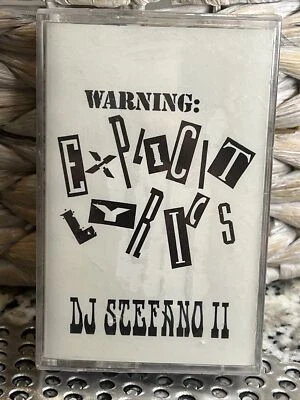 WARNING:
EXPLICIT
LYRICS
DJ STEFANO II